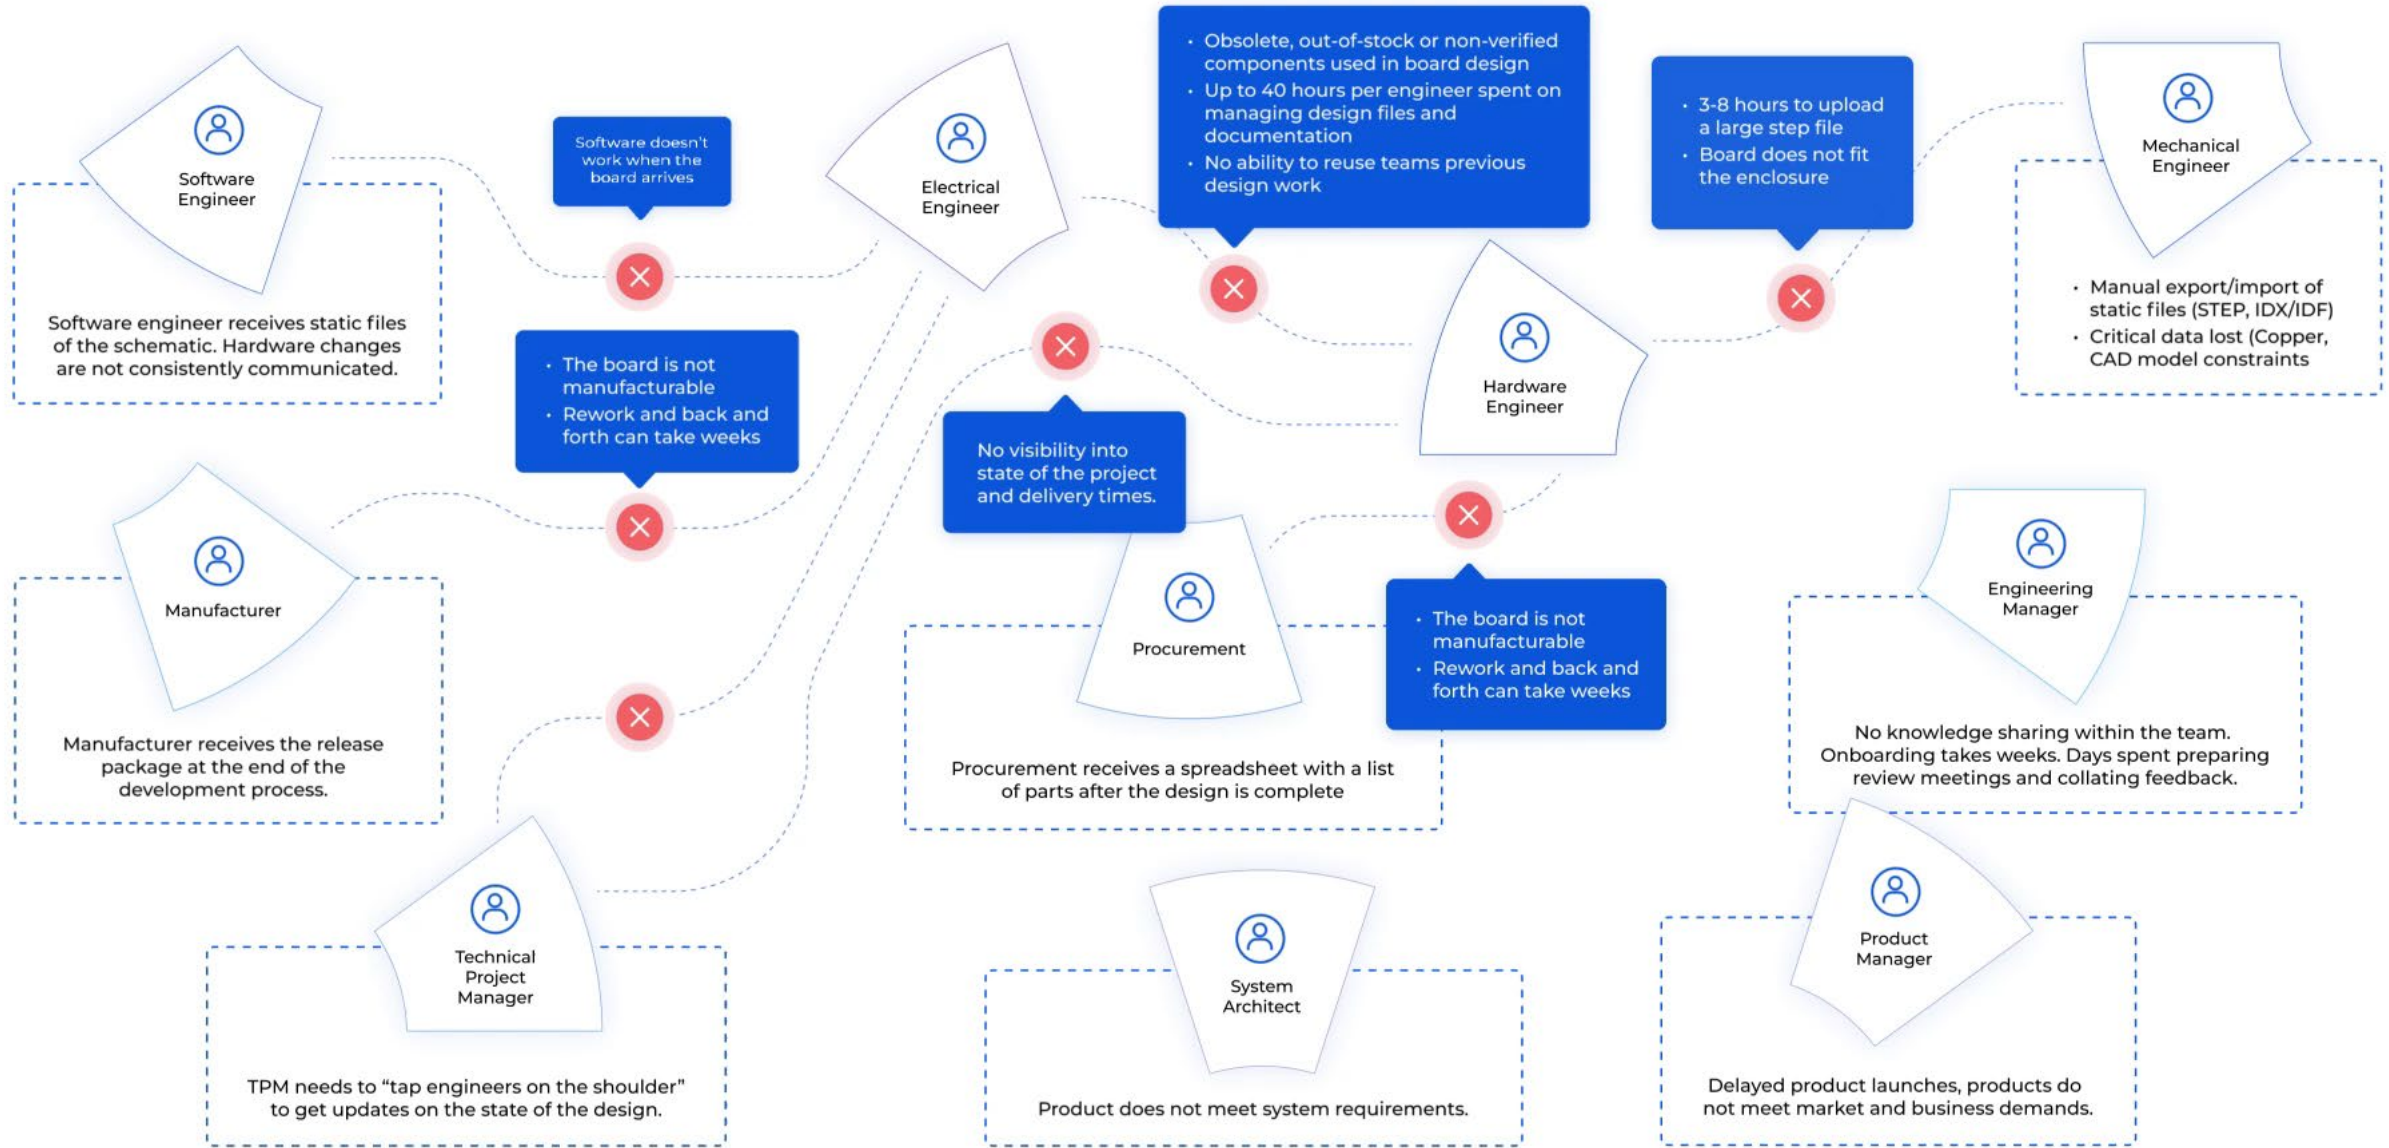 Software
Engineer
Software engineer receives static files
of the schematic. Hardware changes
are not consistently communicated.
Software doesn't
work when the
board arrives
Electrical
Engineer
• Obsolete, out-of-stock or non-verified
components used in board design
• Up to 40 hours per engineer spent on
managing design files and
documentation
• No ability to reuse teams previous
design work
• 3-8 hours to upload
a large step file
• Board does not fit
the enclosure
Mechanical
Engineer
• Manual export/import of
static files (STEP, IDX/IDF)
• Critical data lost (Copper,
CAD model constraints
• The board is not
manufacturable
• Rework and back and
forth can take weeks
Hardware
Engineer
No visibility into
state of the project
and delivery times.
Manufacturer
Manufacturer receives the release
package at the end of the
development process.
Procurement
Procurement receives a spreadsheet with a list
of parts after the design is complete
• The board is not
manufacturable
• Rework and back and
forth can take weeks
Engineering
Manager
No knowledge sharing within the team.
Onboarding takes weeks. Days spent preparing
review meetings and collating feedback.
Technical
Project
Manager
TPM needs to “tap engineers on the shoulder”
to get updates on the state of the design.
System
Architect
Product does not meet system requirements.
Product
Manager
Delayed product launches, products do
not meet market and business demands.